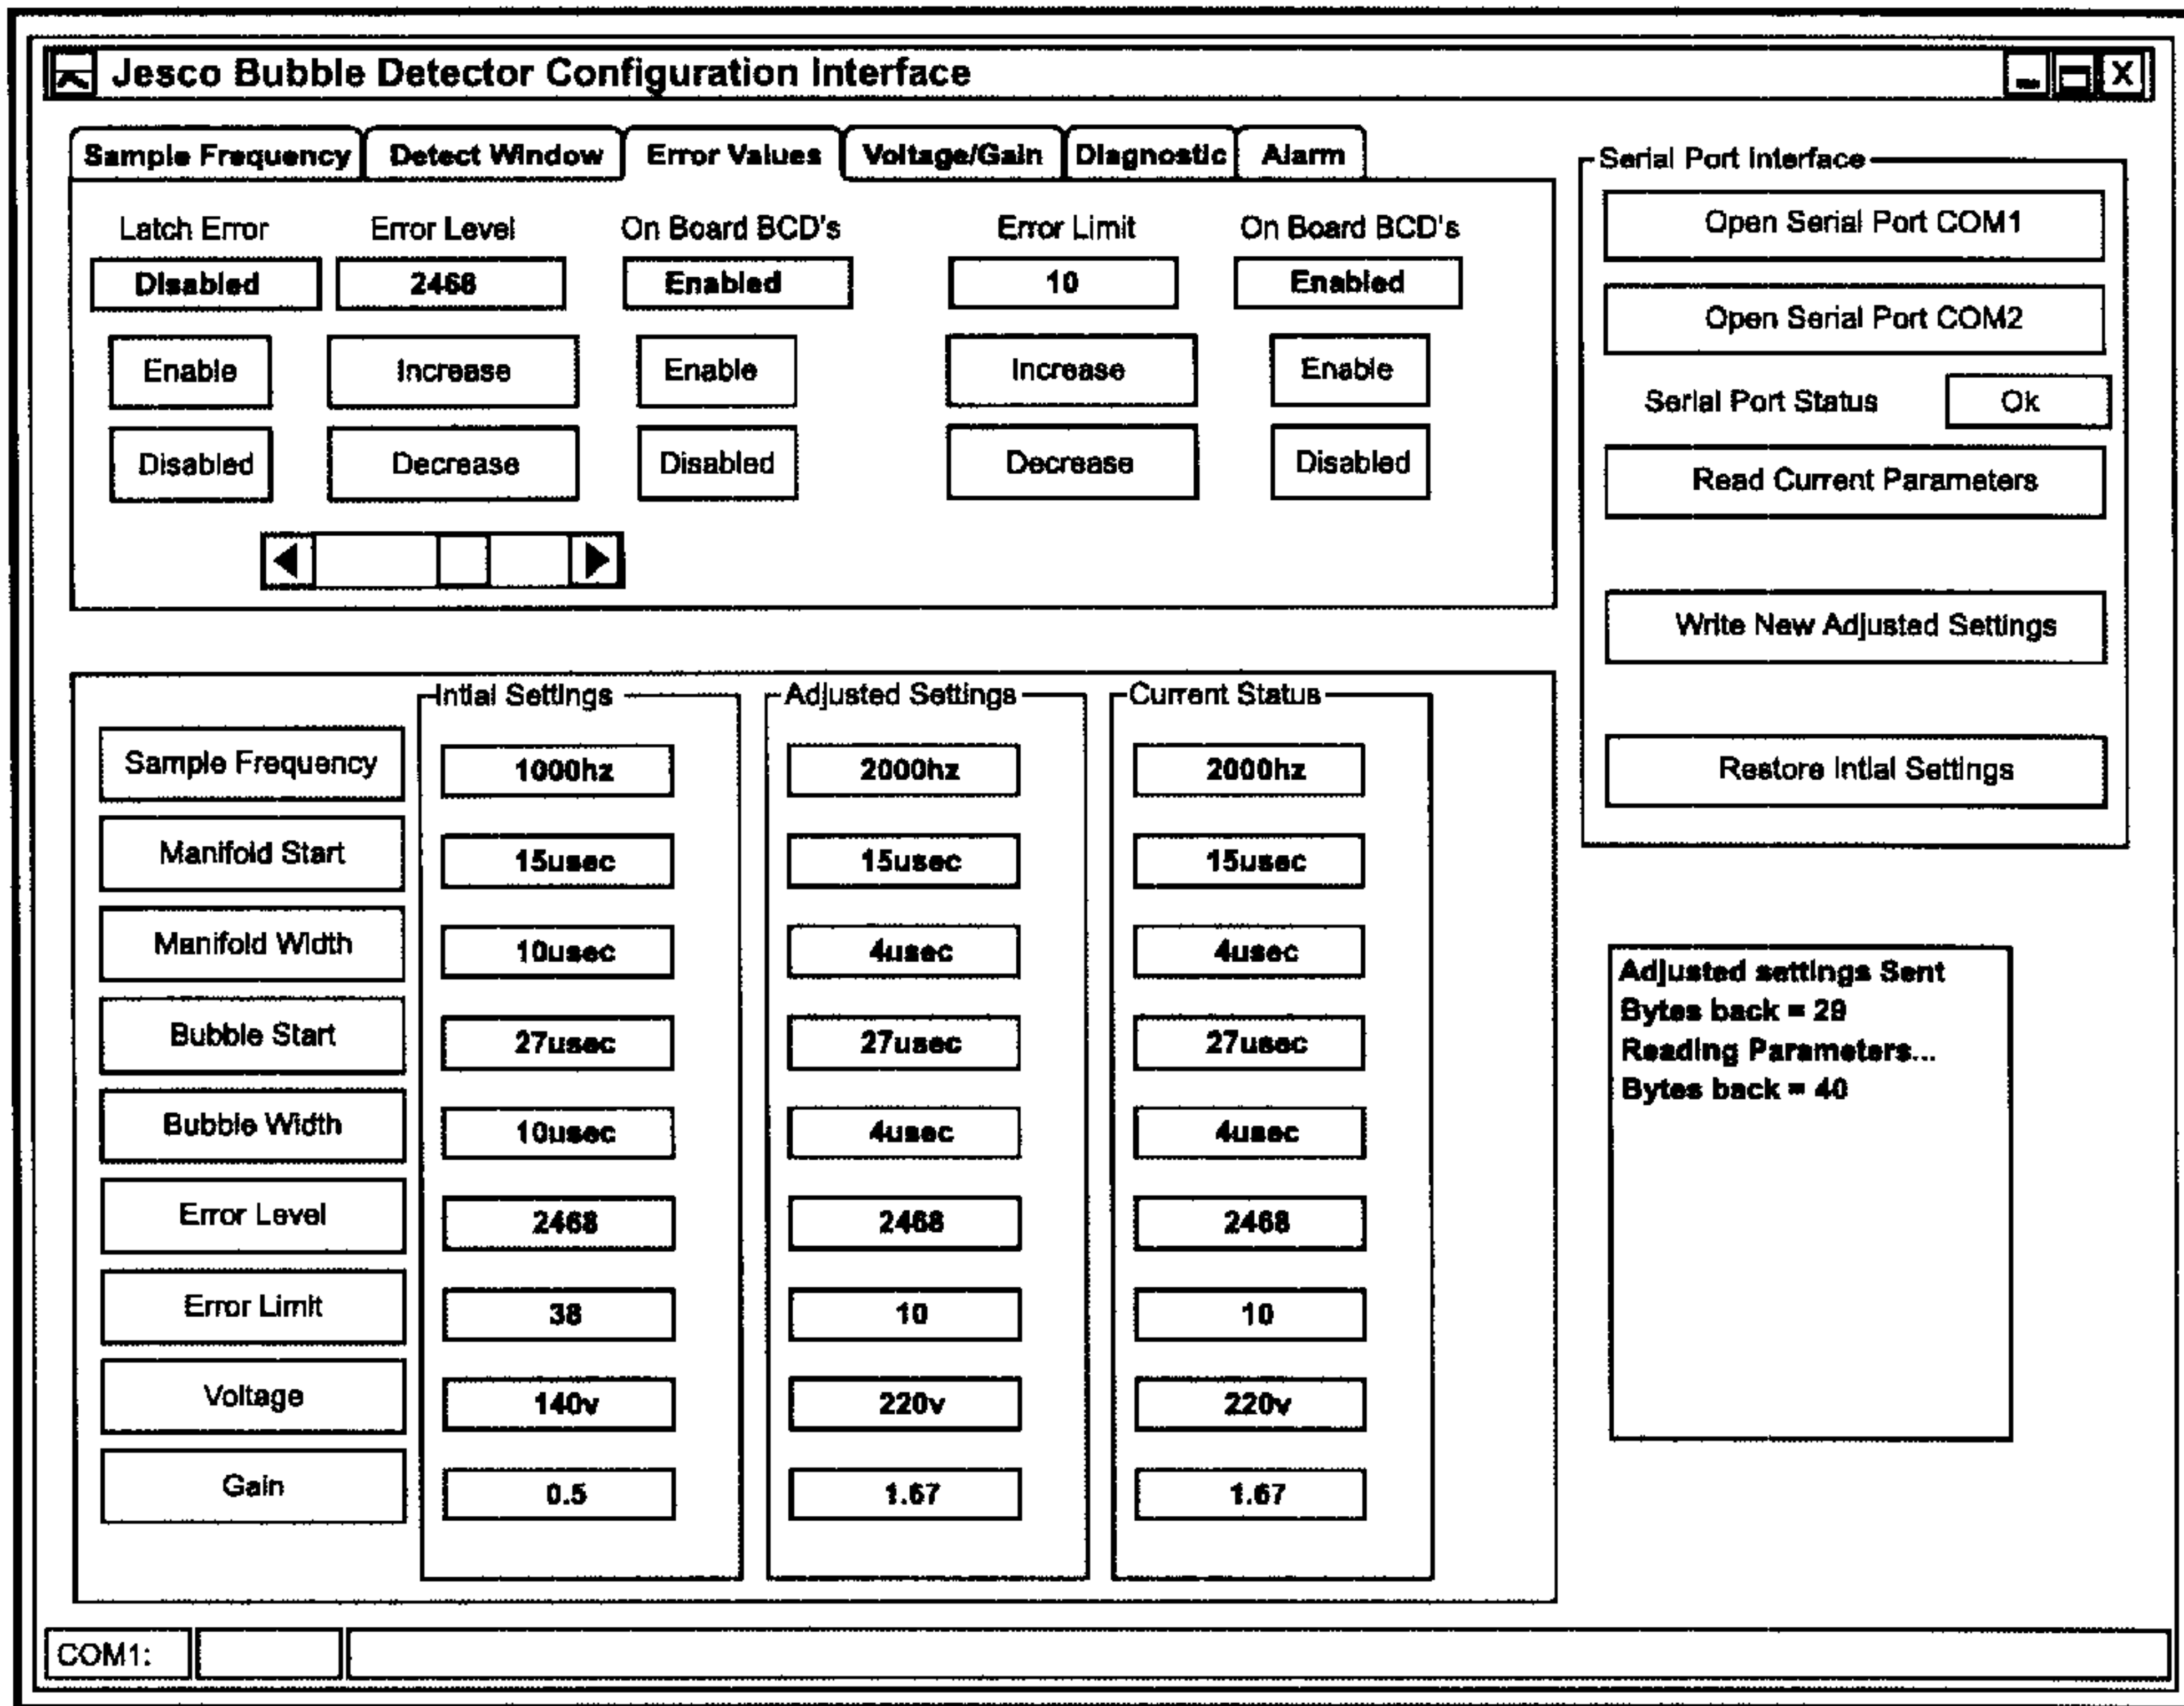 Jesco Bubble Detector Configuration Interface
X
Sample Frequency Detect Window Error Values Voltage/Gain Diagnostic Alarm
Latch Error Error Level On Board BCD's Error Limit On Board BCD's
Disabled 2468 Enabled 10 Enabled
Enable Increase Enable Increase Enable
Disabled Decrease Disabled Decrease Disabled
Serial Port Interface
Open Serial Port COM1
Open Serial Port COM2
Serial Port Status Ok
Read Current Parameters
Write New Adjusted Settings
Restore Intial Settings
Intial Settings Adjusted Settings Current Status
Sample Frequency 1000hz 2000hz 2000hz
Manifold Start 15usec 15usec 15usec
Manifold Width 10usec 4usec 4usec
Bubble Start 27usec 27usec 27usec
Bubble Width 10usec 4usec 4usec
Error Level 2468 2468 2468
Error Limit 38 10 10
Voltage 140v 220v 220v
Gain 0.5 1.67 1.67
Adjusted settings Sent
Bytes back = 29
Reading Parameters...
Bytes back = 40
COM1: